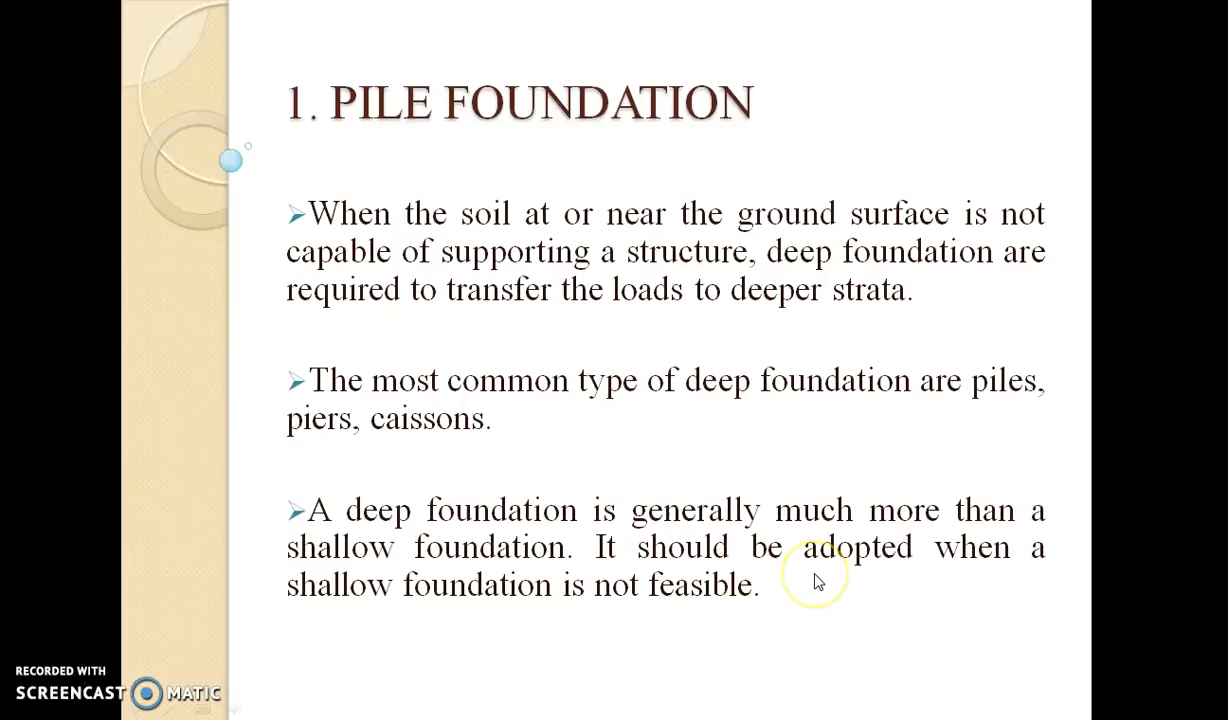 1. PILE FOUNDATION
➢When the soil at or near the ground surface is not
capable of supporting a structure, deep foundation are
required to transfer the loads to deeper strata.
➢The most common type of deep foundation are piles,
piers, caissons.
➢A deep foundation is generally much more than a
shallow foundation. It should be adopted when a
shallow foundation is not feasible.
RECORDED WITH
SCREENCAST MATIC